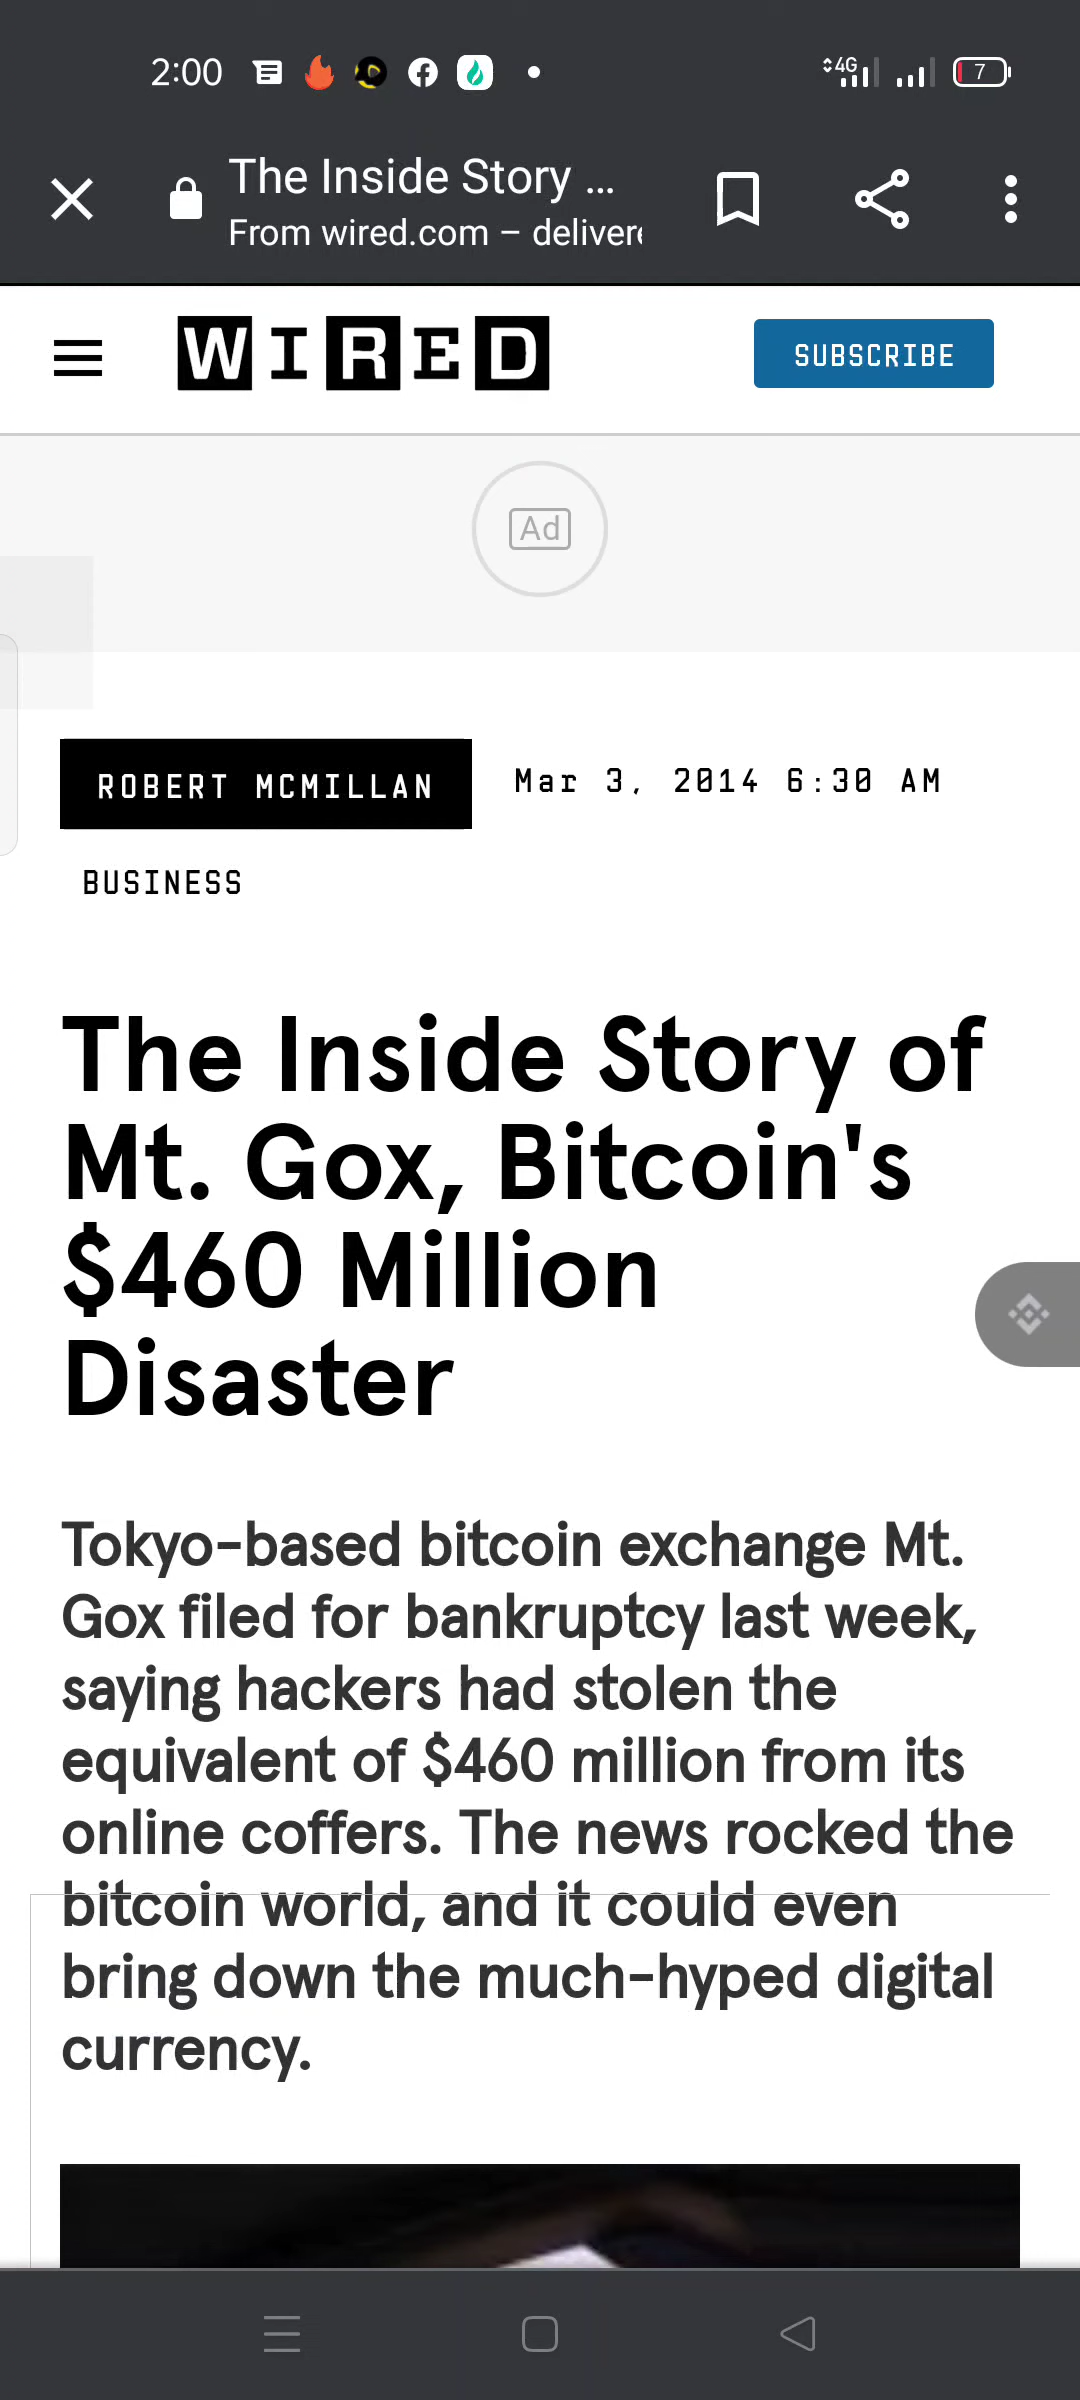 2:00
4G
7
The Inside Story ...
From wired.com – delivere
WIRED
SUBSCRIBE
Ad
ROBERT MCMILLAN
Mar 3, 2014 6:30 AM
BUSINESS
The Inside Story of
Mt. Gox, Bitcoin's
$460 Million
Disaster
Tokyo-based bitcoin exchange Mt.
Gox filed for bankruptcy last week,
saying hackers had stolen the
equivalent of $460 million from its
online coffers. The news rocked the
bitcoin world, and it could even
bring down the much-hyped digital
currency.